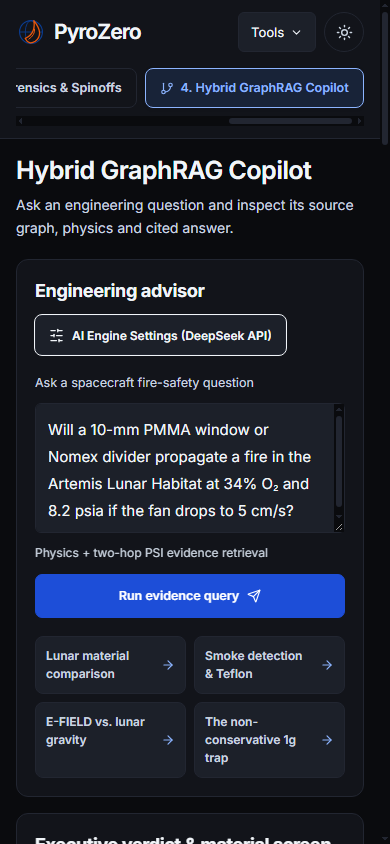 PyroZero
Tools
rensics & Spinoffs
4. Hybrid GraphRAG Copilot
Hybrid GraphRAG Copilot
Ask an engineering question and inspect its source
graph, physics and cited answer.
Engineering advisor
AI Engine Settings (DeepSeek API)
Ask a spacecraft fire-safety question
Will a 10-mm PMMA window or
Nomex divider propagate a fire in the
Artemis Lunar Habitat at 34% O₂ and
8.2 psia if the fan drops to 5 cm/s?
Physics + two-hop PSI evidence retrieval
Run evidence query
Lunar material
comparison
Smoke detection
& Teflon
E-FIELD vs. lunar
gravity
The non-
conservative 1g
trap
Executive verdict & material screen